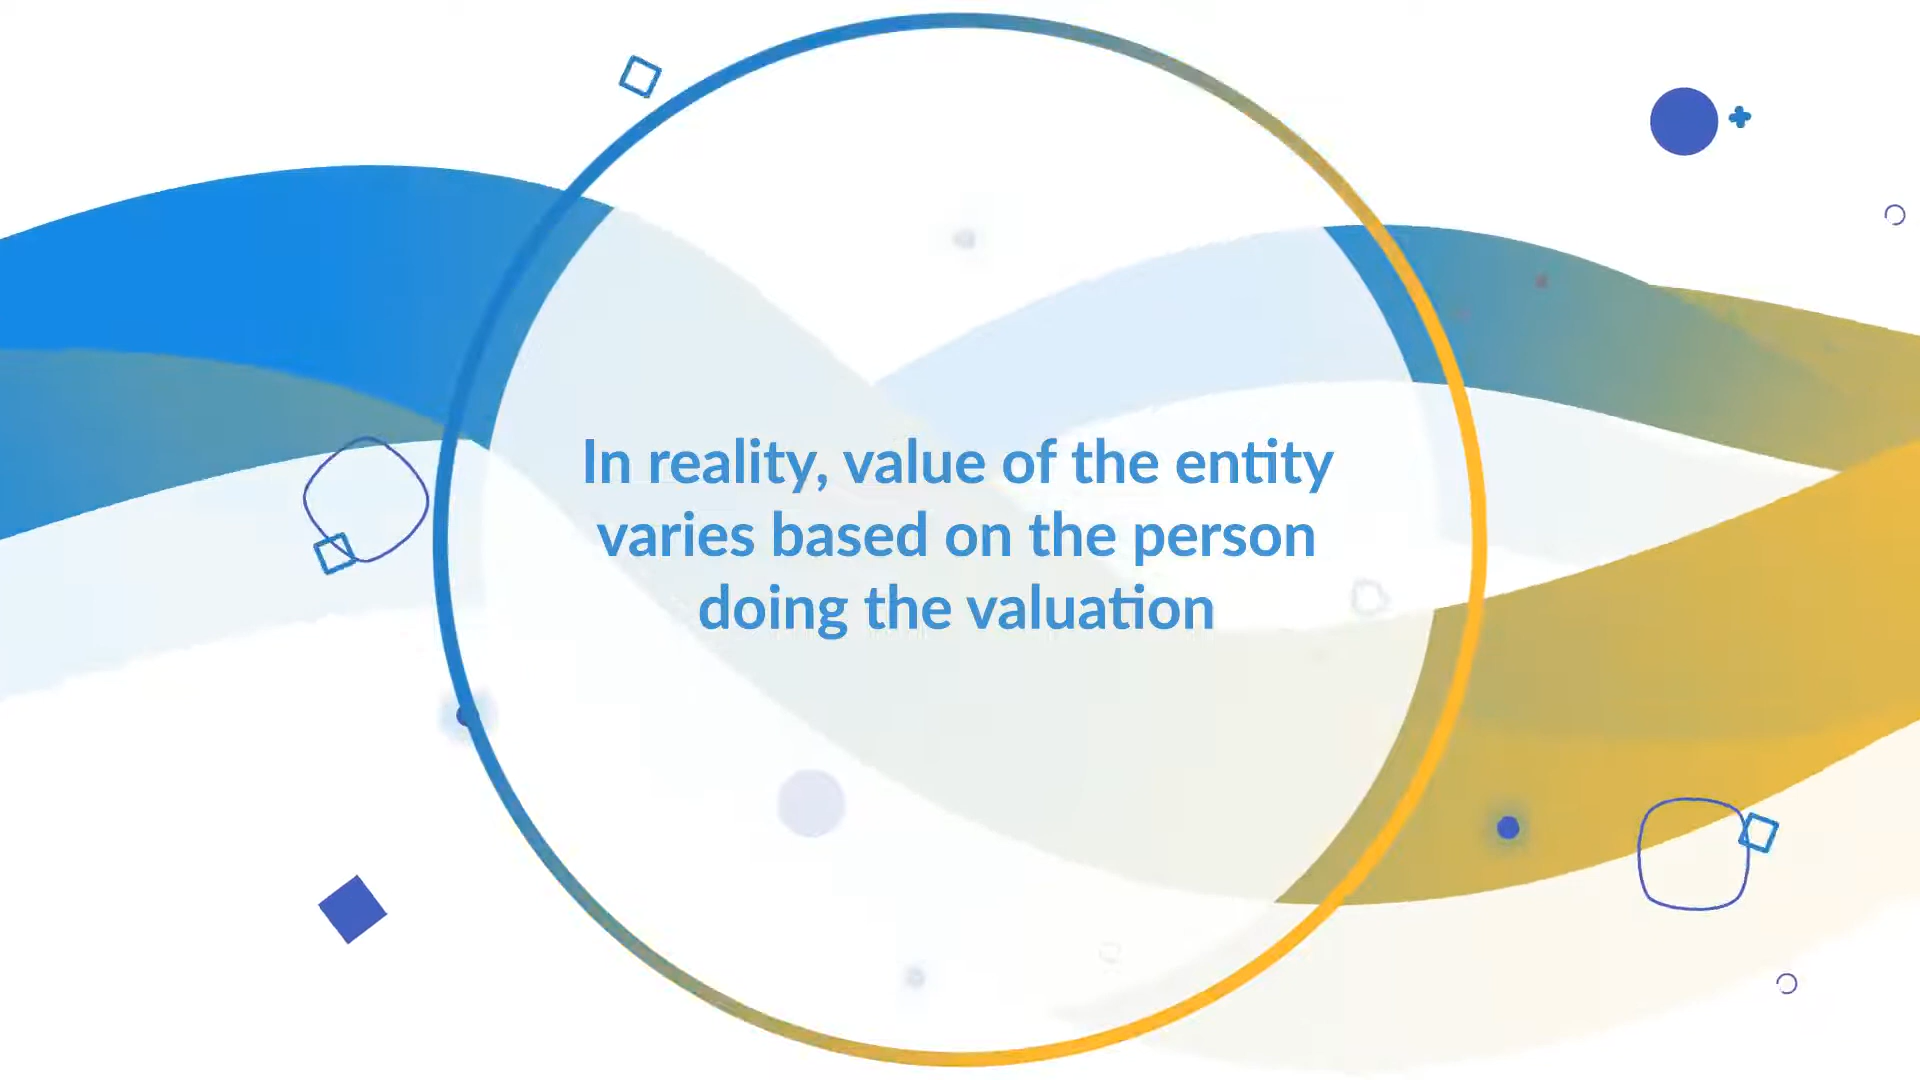 In reality, value of the entity
varies based on the person
doing the valuation